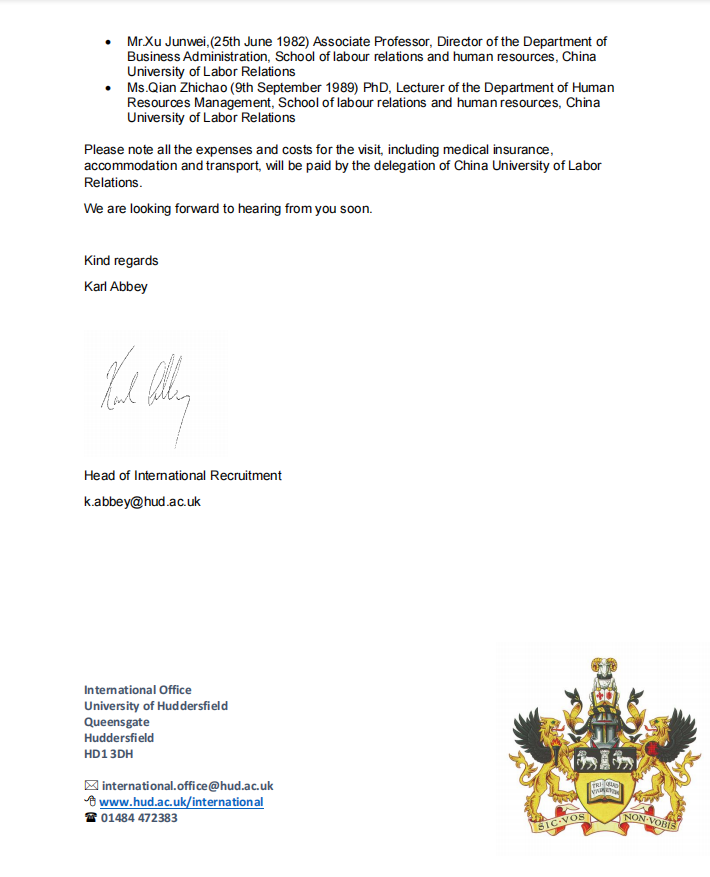 • Mr.Xu Junwei,(25th June 1982) Associate Professor, Director of the Department of
Business Administration, School of labour relations and human resources, China
University of Labor Relations
• Ms.Qian Zhichao (9th September 1989) PhD, Lecturer of the Department of Human
Resources Management, School of labour relations and human resources, China
University of Labor Relations
Please note all the expenses and costs for the visit, including medical insurance,
accommodation and transport, will be paid by the delegation of China University of Labor
Relations.
We are looking forward to hearing from you soon.
Kind regards
Karl Abbey
Karl Abbey
Head of International Recruitment
k.abbey@hud.ac.uk
International Office
University of Huddersfield
Queensgate
Huddersfield
HD1 3DH
international.office@hud.ac.uk
www.hud.ac.uk/international
01484 472383
SIC·VOS NON·VOBIS